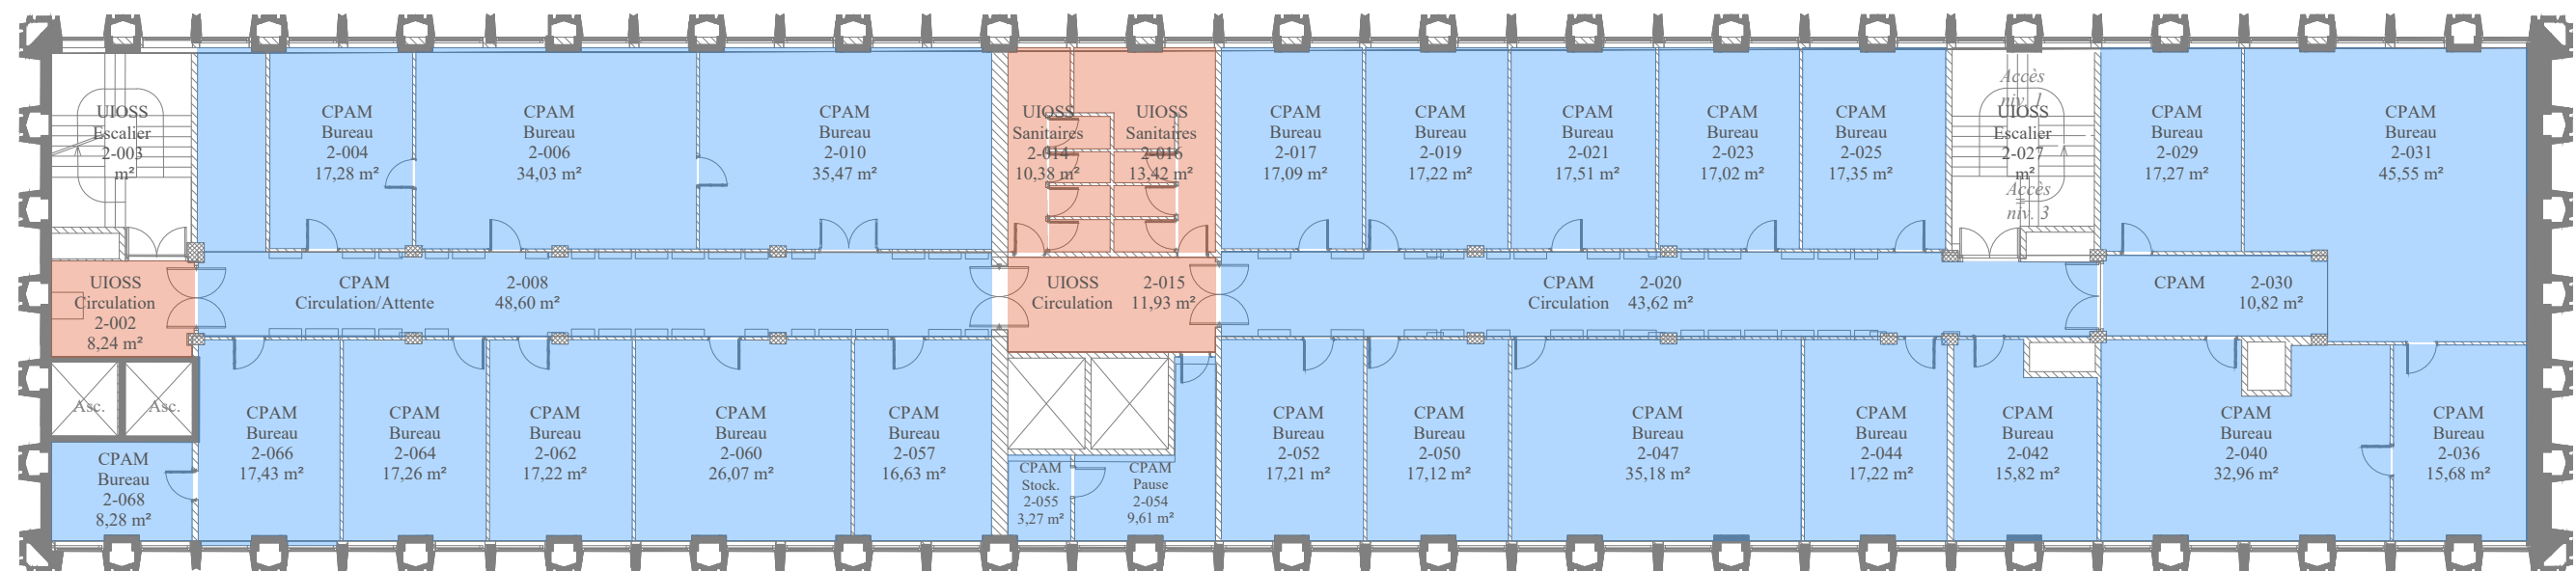 UIOSS
Escalier
2-003
m²
CPAM
Bureau
2-004
17,28 m²
CPAM
Bureau
2-006
34,03 m²
CPAM
Bureau
2-010
35,47 m²
UIOSS
Sanitaires
2-014
10,38 m²
UIOSS
Sanitaires
2-016
13,42 m²
CPAM
Bureau
2-017
17,09 m²
CPAM
Bureau
2-019
17,22 m²
CPAM
Bureau
2-021
17,51 m²
CPAM
Bureau
2-023
17,02 m²
CPAM
Bureau
2-025
17,35 m²
Accès
niv. 1
UIOSS
Escalier
2-027
m²
Accès
niv. 3
CPAM
Bureau
2-029
17,27 m²
CPAM
Bureau
2-031
45,55 m²
UIOSS
Circulation
2-002
8,24 m²
CPAM 2-008
Circulation/Attente 48,60 m²
UIOSS 2-015
Circulation 11,93 m²
CPAM 2-020
Circulation 43,62 m²
CPAM 2-030
10,82 m²
Asc.
Asc.
CPAM
Bureau
2-068
8,28 m²
CPAM
Bureau
2-066
17,43 m²
CPAM
Bureau
2-064
17,26 m²
CPAM
Bureau
2-062
17,22 m²
CPAM
Bureau
2-060
26,07 m²
CPAM
Bureau
2-057
16,63 m²
CPAM
Stock.
2-055
3,27 m²
CPAM
Pause
2-054
9,61 m²
CPAM
Bureau
2-052
17,21 m²
CPAM
Bureau
2-050
17,12 m²
CPAM
Bureau
2-047
35,18 m²
CPAM
Bureau
2-044
17,22 m²
CPAM
Bureau
2-042
15,82 m²
CPAM
Bureau
2-040
32,96 m²
CPAM
Bureau
2-036
15,68 m²